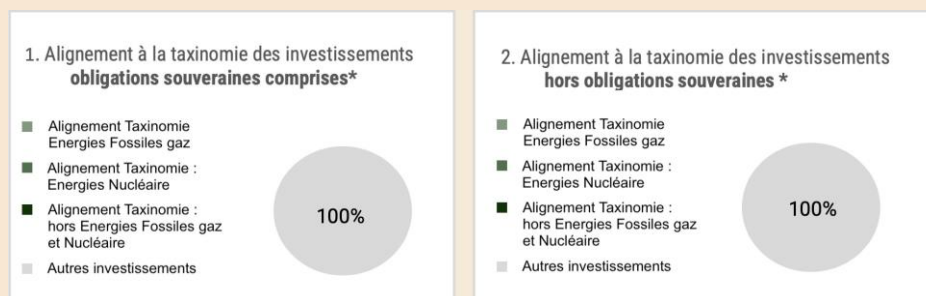 1. Alignement à la taxinomie des investissements
obligations souveraines comprises*
Alignement Taxinomie
Energies Fossiles gaz
Alignement Taxinomie :
Energies Nucléaire
Alignement Taxinomie :
hors Energies Fossiles gaz
et Nucléaire
Autres investissements
100%
2. Alignement à la taxinomie des investissements
hors obligations souveraines *
Alignement Taxinomie
Energies Fossiles gaz
Alignement Taxinomie :
Energies Nucléaire
Alignement Taxinomie :
hors Energies Fossiles gaz
et Nucléaire
Autres investissements
100%